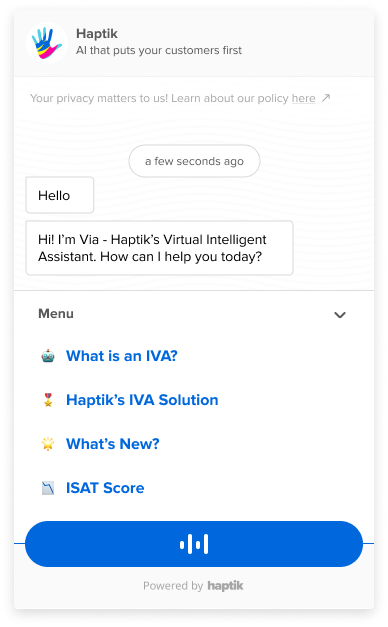 Haptik
AI that puts your customers first
Your privacy matters to us! Learn about our policy here ↗
a few seconds ago
Hello
Hi! I'm Via - Haptik's Virtual Intelligent
Assistant. How can I help you today?
Menu
What is an IVA?
Haptik's IVA Solution
What's New?
ISAT Score
Powered by haptik